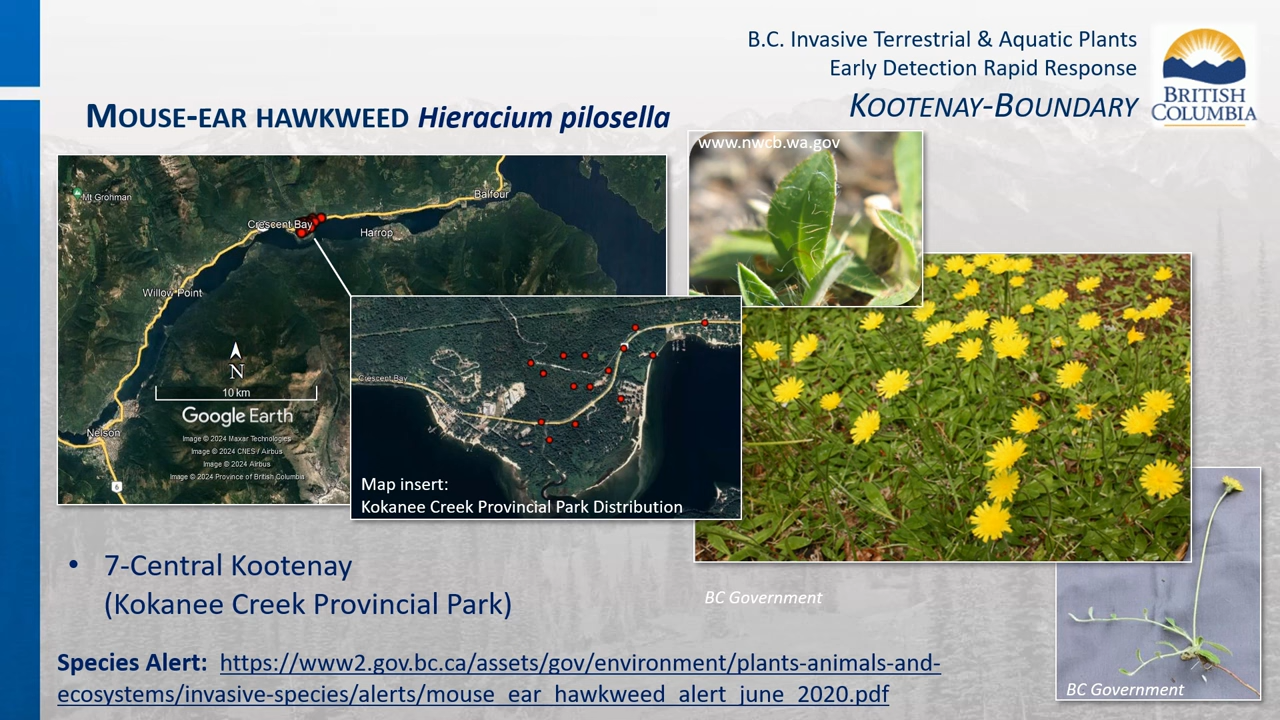 B.C. Invasive Terrestrial & Aquatic Plants
Early Detection Rapid Response
KOOTENAY-BOUNDARY
BRITISH
COLUMBIA
MOUSE-EAR HAWKWEED Hieracium pilosella
www.nwcb.wa.gov
Mt Grohman
Balfour
Crescent Bay
Harrop
Willow Point
N
10 km
Google Earth
Nelson
Image © 2024 Maxar Technologies
Image © 2024 CNES / Airbus
Image © 2024 Airbus
Image © 2024 Province of British Columbia
6
Crescent Bay
Map insert:
Kokanee Creek Provincial Park Distribution
• 7-Central Kootenay
(Kokanee Creek Provincial Park)
BC Government
BC Government
Species Alert: https://www2.gov.bc.ca/assets/gov/environment/plants-animals-and-
ecosystems/invasive-species/alerts/mouse_ear_hawkweed_alert_june_2020.pdf